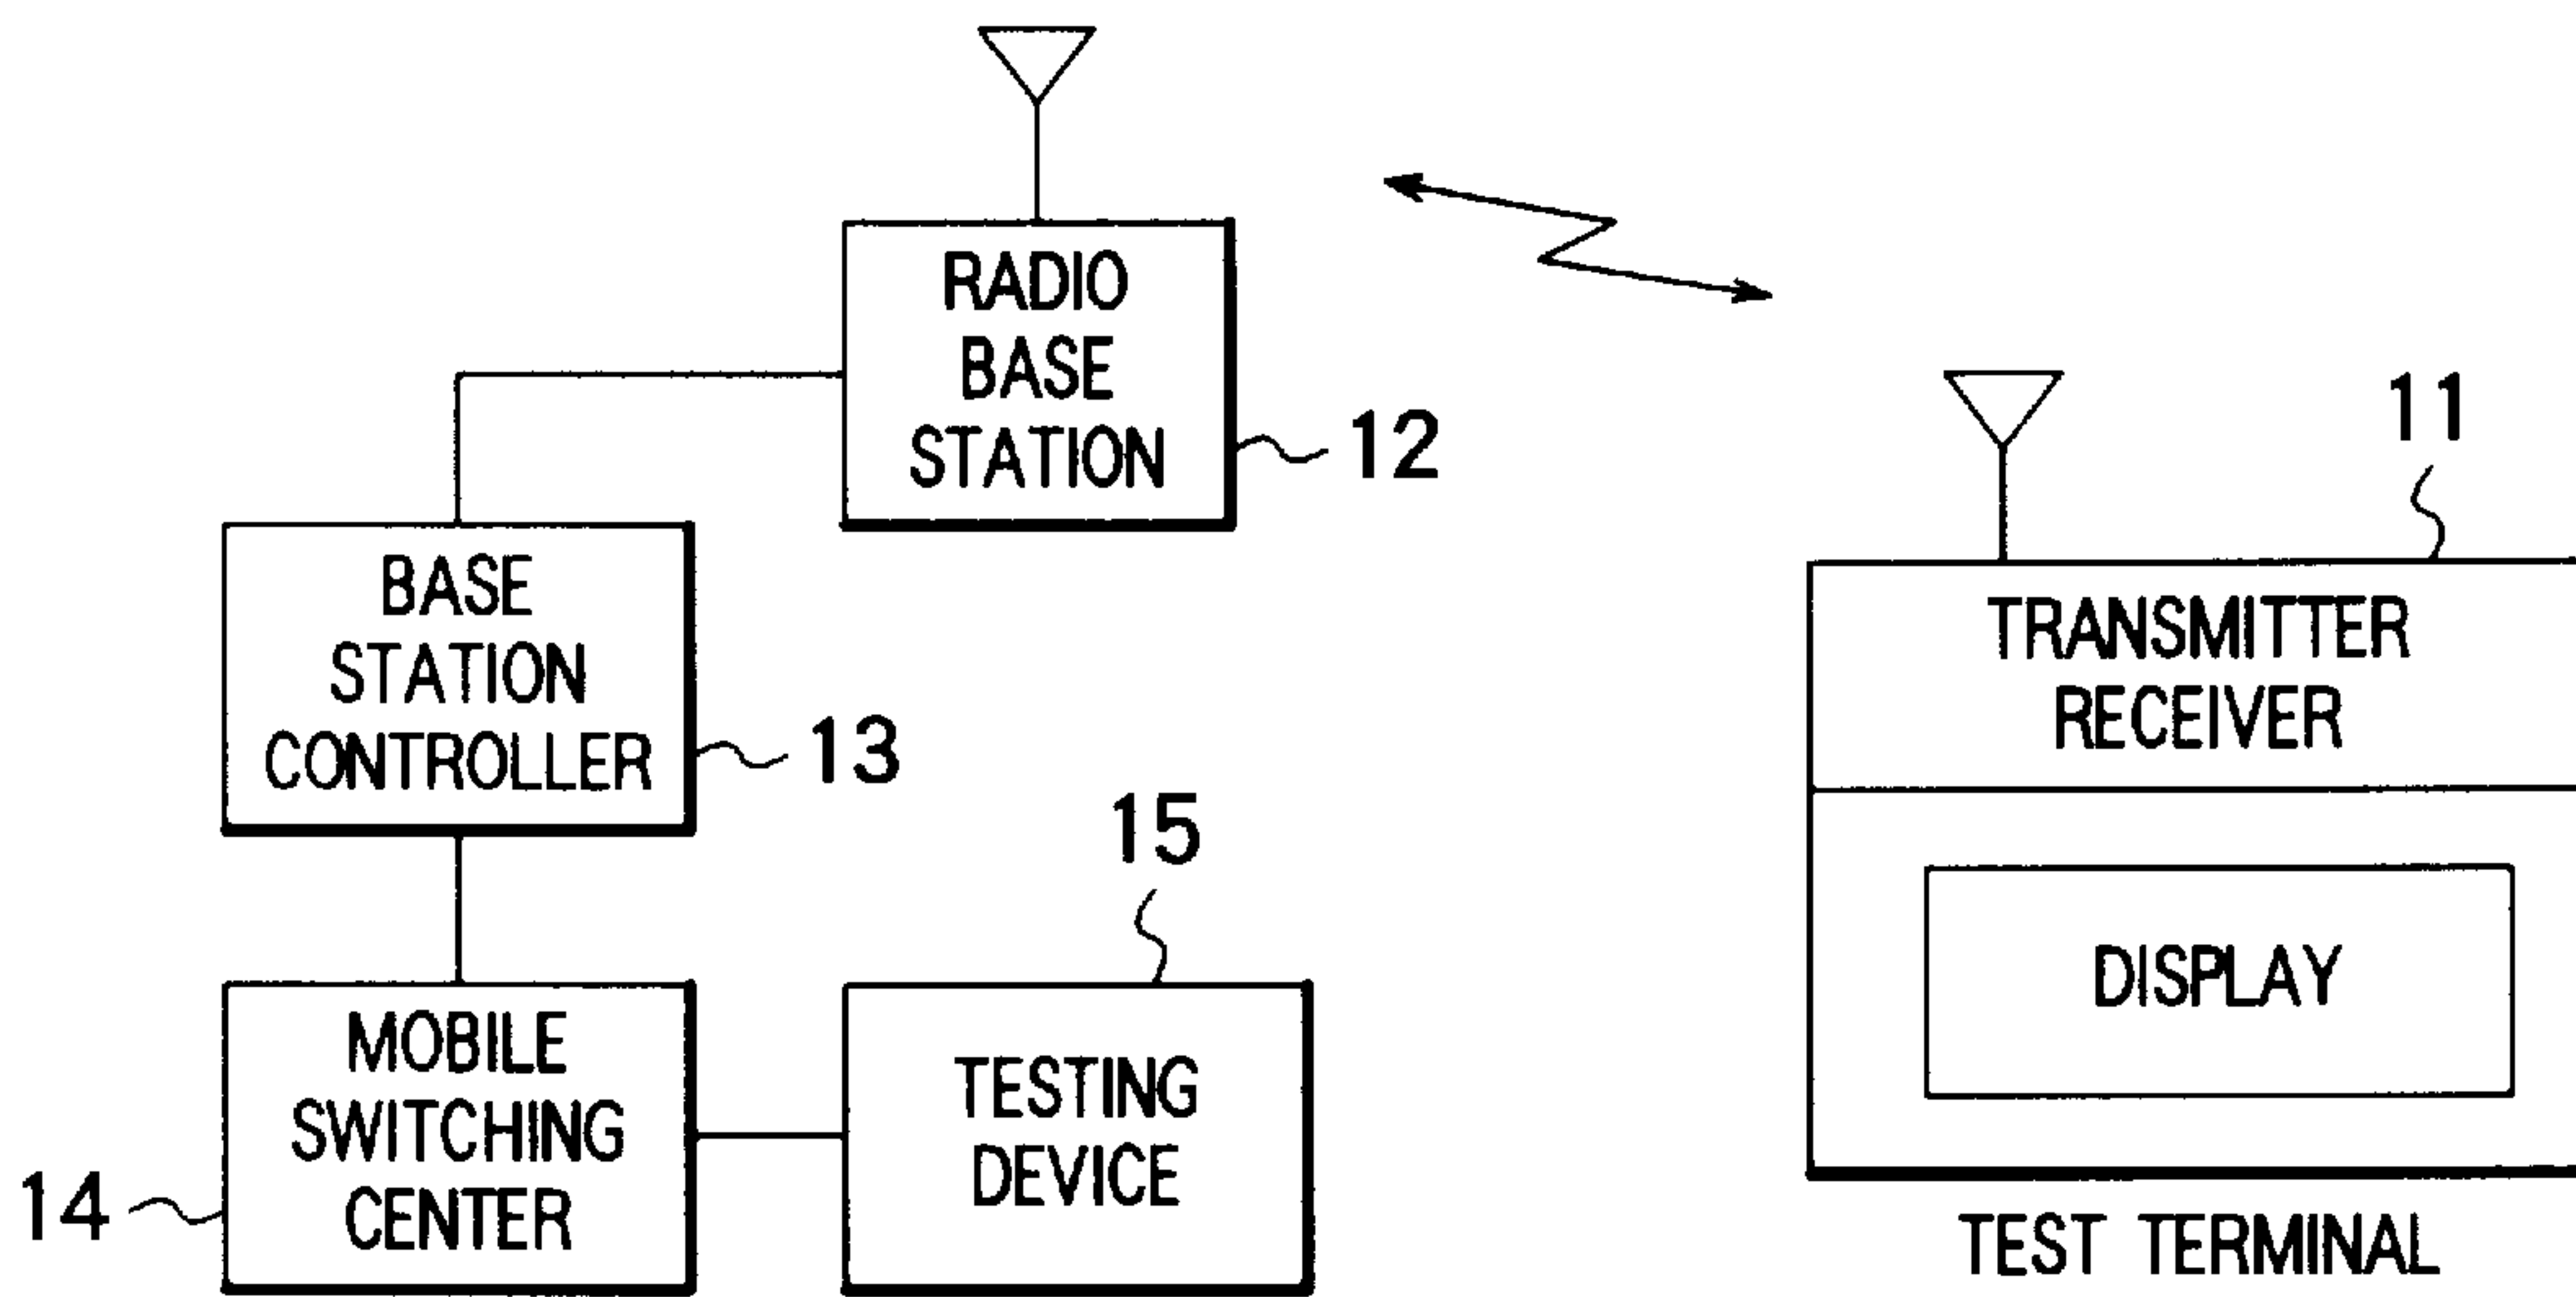 RADIO
BASE
STATION
12
11
BASE
STATION
CONTROLLER
13
TRANSMITTER
RECEIVER
15
DISPLAY
MOBILE
SWITCHING
CENTER
14
TESTING
DEVICE
TEST TERMINAL